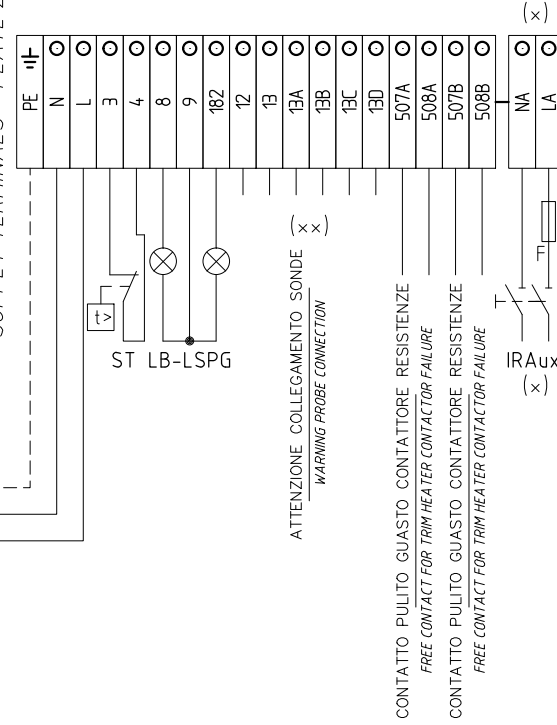 (x)
PE
N
L
3
4
8
9
182
12
13
13A
13B
13C
13D
507A
508A
507B
508B
NA
LA
(xx)
F
t>
ST LB-LSPG
IRAux
(x)
ATTENZIONE COLLEGAMENTO SONDE
WARNING PROBE CONNECTION
CONTATTO PULITO GUASTO CONTATTORE RESISTENZE
FREE CONTACT FOR TRIM HEATER CONTACTOR FAILURE
CONTATTO PULITO GUASTO CONTATTORE RESISTENZE
FREE CONTACT FOR TRIM HEATER CONTACTOR FAILURE